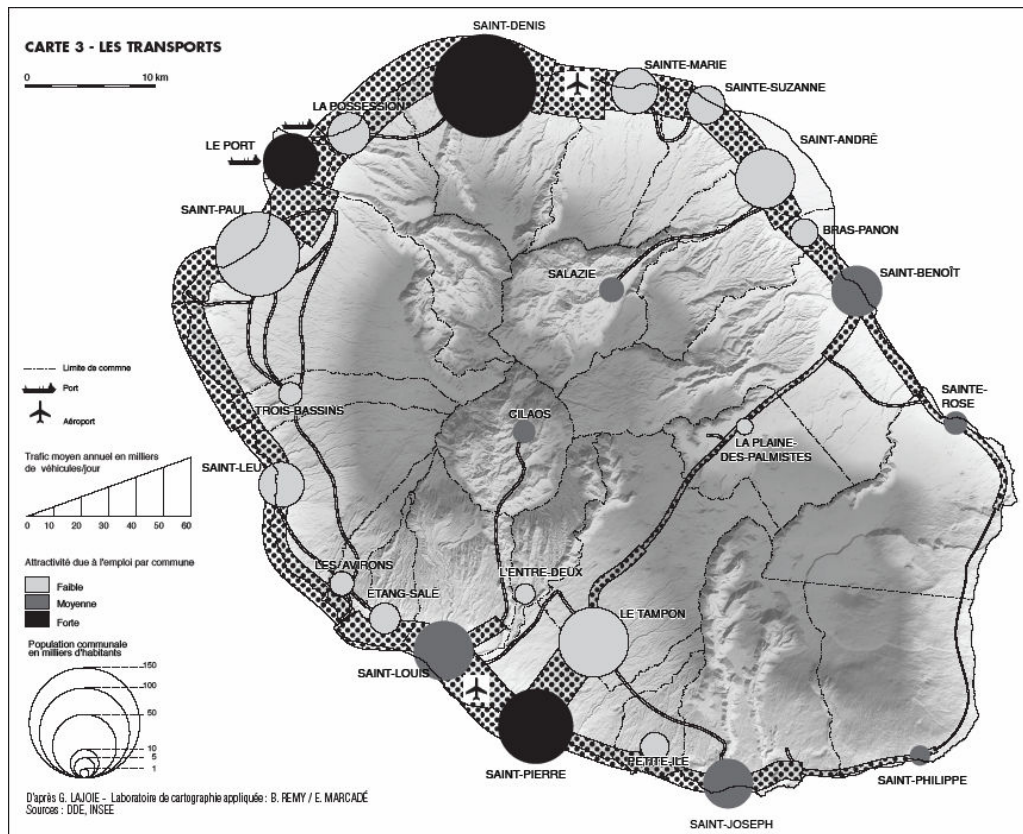 CARTE 3 - LES TRANSPORTS
0 10 km
SAINT-DENIS
SAINTE-MARIE
SAINTE-SUZANNE
LA POSSESSION
LE PORT
SAINT-ANDRÉ
SAINT-PAUL
BRAS-PANON
SALAZIE
SAINT-BENOÎT
Limite de commne
Port
Aéroport
TROIS-BASSINS
CILAOS
SAINTE-
ROSE
LA PLAINE-
DES-PALMISTES
Trafic moyen annuel en milliers
de véhicules/jour
0 10 20 30 40 50 60
SAINT-LEU
Attractivité due à l'emploi par commune
Faible
Moyenne
Forte
LES AVIRONS
ÉTANG-SALÉ
L'ENTRE-DEUX
LE TAMPON
Population communale
en milliers d'habitants
150
100
50
10
5
1
SAINT-LOUIS
SAINT-PIERRE
PETITE-ILE
SAINT-JOSEPH
SAINT-PHILIPPE
D'après G. LAJOIE - Laboratoire de cartographie appliquée : B. REMY / E. MARCADÉ
Sources : DDE, INSEE